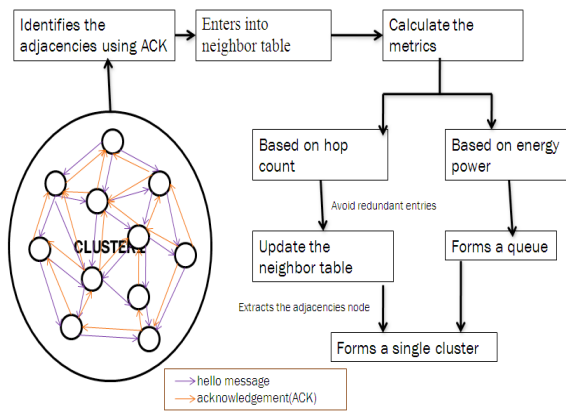 Identifies the
adjacencies using ACK
Enters into
neighbor table
Calculate the
metrics
Based on hop
count
Based on energy
power
Avoid redundant entries
Update the
neighbor table
Forms a queue
Extracts the adjacencies node
Forms a single cluster
CLUSTER
hello message
acknowledgement(ACK)